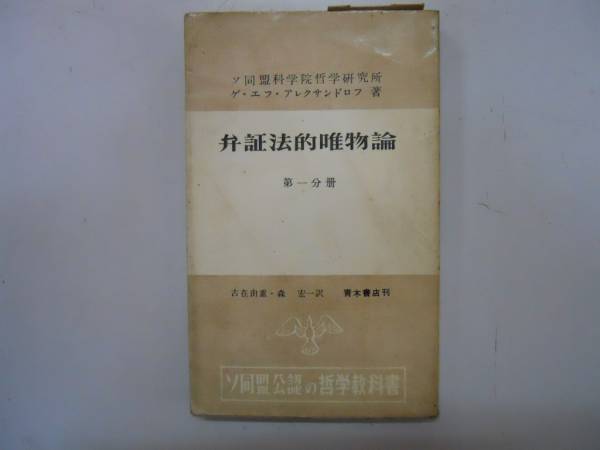 ソ同盟科学院哲学研究所
ゲ・エフ・アレクサンドロフ 著
弁証法的唯物論
第一分册
古在由重・森 宏一訳 青木書店刊
ソ同盟公認の哲学教科書